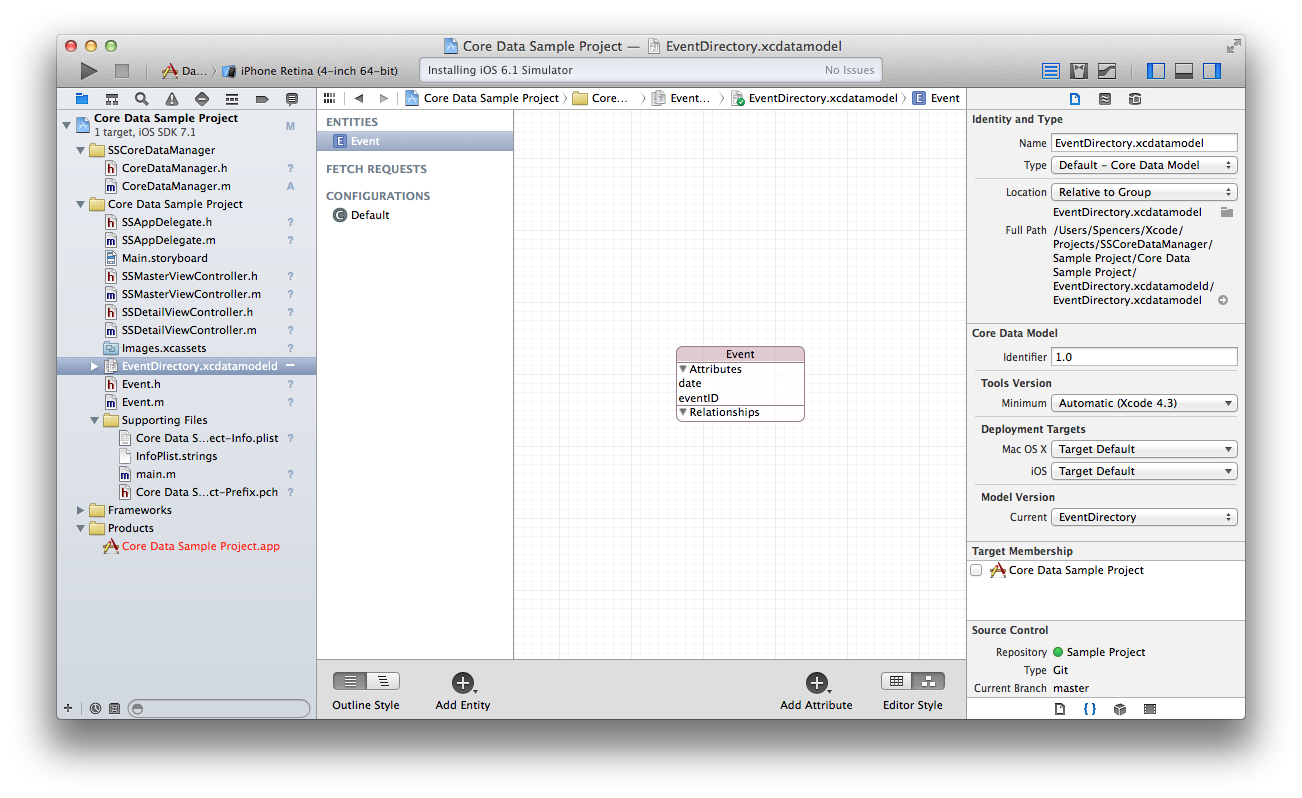 Core Data Sample Project — EventDirectory.xcdatamodel
Da... iPhone Retina (4-inch 64-bit)
Installing iOS 6.1 Simulator No Issues
Core Data Sample Project Core... Event... EventDirectory.xcdatamodel E Event
Core Data Sample Project M
1 target, iOS SDK 7.1
SSCoreDataManager
h CoreDataManager.h ?
m CoreDataManager.m A
Core Data Sample Project
h SSAppDelegate.h ?
m SSAppDelegate.m ?
Main.storyboard
h SSMasterViewController.h ?
m SSMasterViewController.m ?
h SSDetailViewController.h ?
m SSDetailViewController.m ?
Images.xcassets ?
EventDirectory.xcdatamodeld –
h Event.h ?
m Event.m ?
Supporting Files
Core Data S...ect-Info.plist ?
InfoPlist.strings
m main.m ?
h Core Data S...ct-Prefix.pch ?
Frameworks
Products
Core Data Sample Project.app
ENTITIES
E Event
FETCH REQUESTS
CONFIGURATIONS
C Default
Event
Attributes
date
eventID
Relationships
Outline Style
Add Entity
Add Attribute
Editor Style
Identity and Type
Name EventDirectory.xcdatamodel
Type Default - Core Data Model
Location Relative to Group
EventDirectory.xcdatamodel
Full Path /Users/Spencers/Xcode/
Projects/SSCoreDataManager/
Sample Project/Core Data
Sample Project/
EventDirectory.xcdatamodeld/
EventDirectory.xcdatamodel
Core Data Model
Identifier 1.0
Tools Version
Minimum Automatic (Xcode 4.3)
Deployment Targets
Mac OS X Target Default
iOS Target Default
Model Version
Current EventDirectory
Target Membership
Core Data Sample Project
Source Control
Repository Sample Project
Type Git
Current Branch master